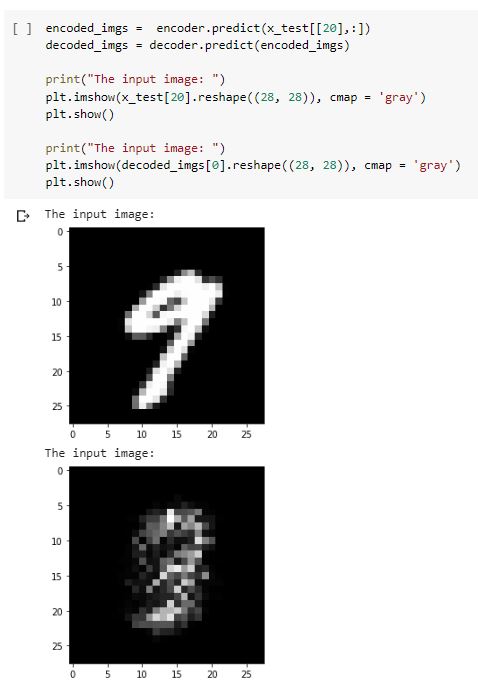 [ ] encoded_imgs =  encoder.predict(x_test[[20],:])
decoded_imgs = decoder.predict(encoded_imgs)
print("The input image: ")
plt.imshow(x_test[20].reshape((28, 28)), cmap = 'gray')
plt.show()
print("The input image: ")
plt.imshow(decoded_imgs[0].reshape((28, 28)), cmap = 'gray')
plt.show()
The input image:
0
5
10
15
20
25
0 5 10 15 20 25
The input image:
0
5
10
15
20
25
0 5 10 15 20 25